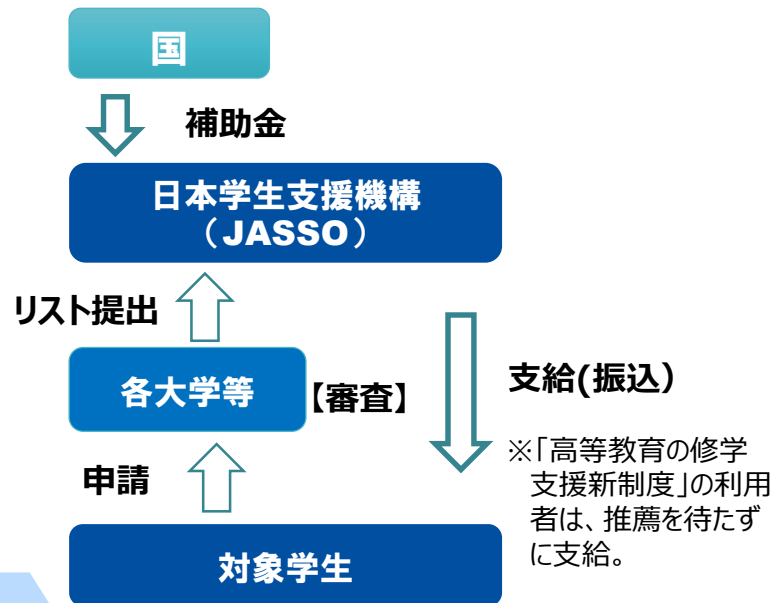 国
補助金
日本学生支援機構
（JASSO）
リスト提出
各大学等
【審査】
支給(振込）
※「高等教育の修学
支援新制度」の利用
者は、推薦を待たず
に支給。
申請
対象学生